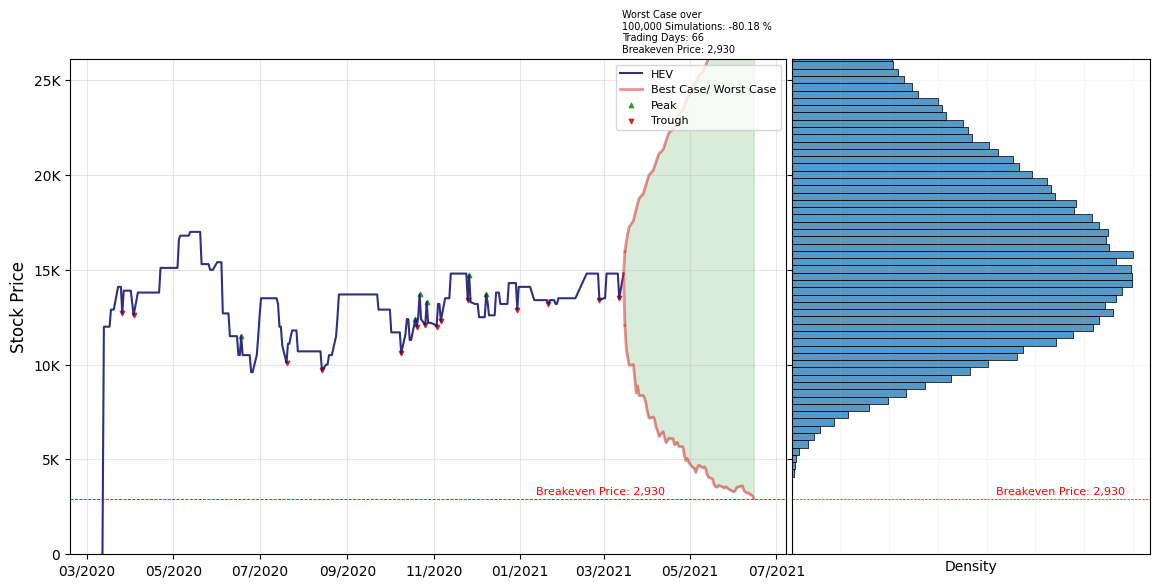 Worst Case over
100,000 Simulations: -80.18 %
Trading Days: 66
Breakeven Price: 2,930
HEV
Best Case/ Worst Case
Peak
Trough
Stock Price
25K
20K
15K
10K
5K
0
Breakeven Price: 2,930
Breakeven Price: 2,930
03/2020 05/2020 07/2020 09/2020 11/2020 01/2021 03/2021 05/2021 07/2021
Density